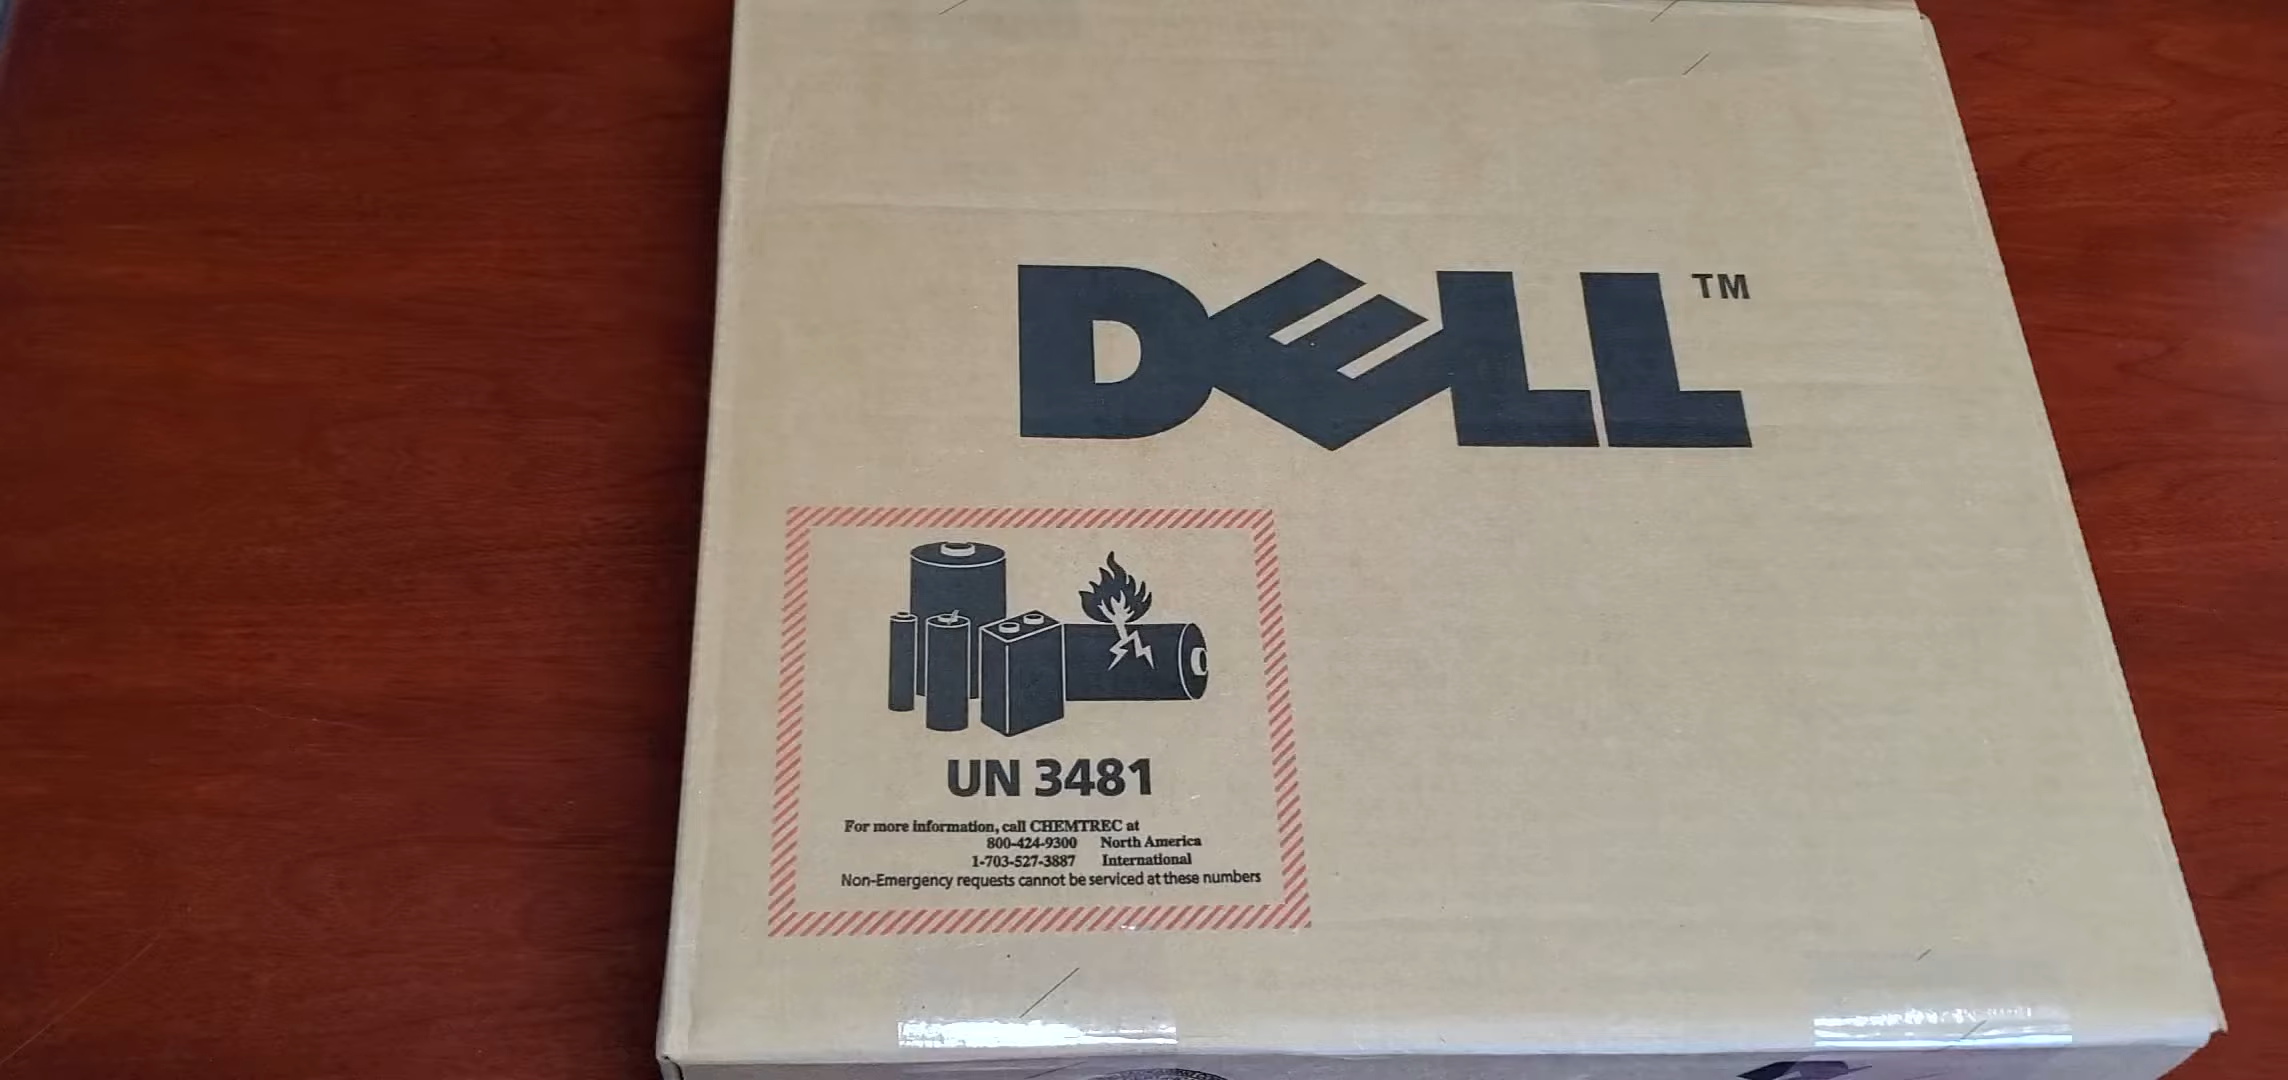 DELL™
UN 3481
For more information, call CHEMTREC at
800-424-9300 North America
1-703-527-3887 International
Non-Emergency requests cannot be serviced at these numbers